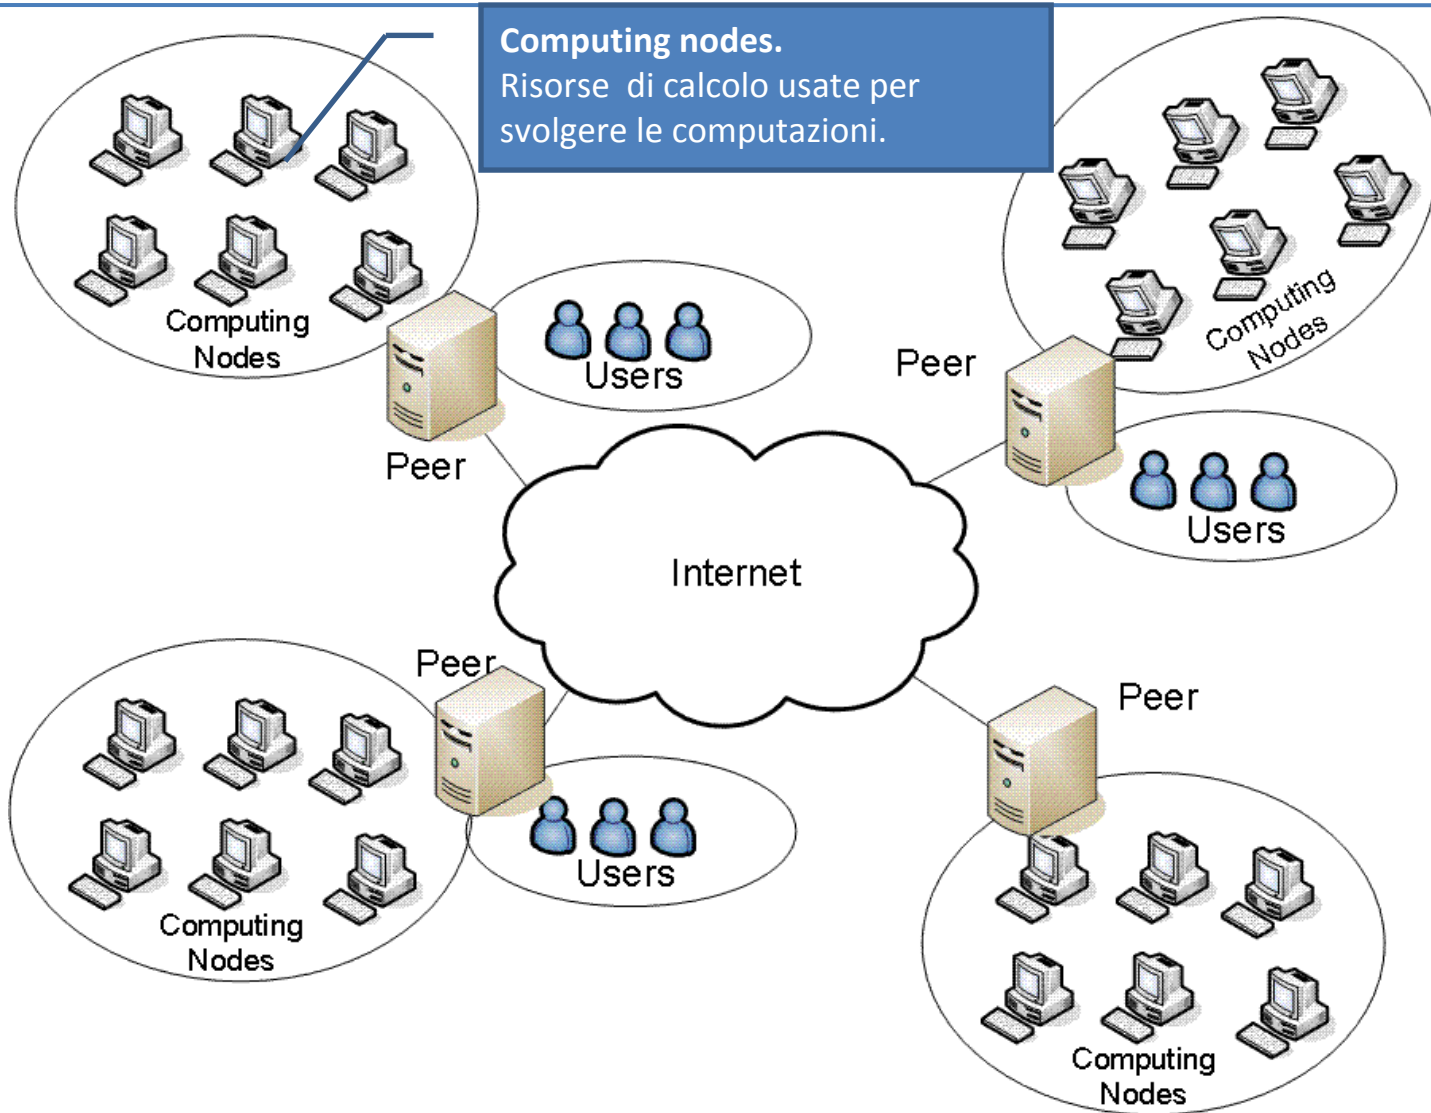 Computing nodes.
Risorse di calcolo usate per
svolgere le computazioni.
Computing
Nodes
Users
Peer
Computing
Nodes
Peer
Users
Internet
Peer
Computing
Nodes
Users
Peer
Computing
Nodes